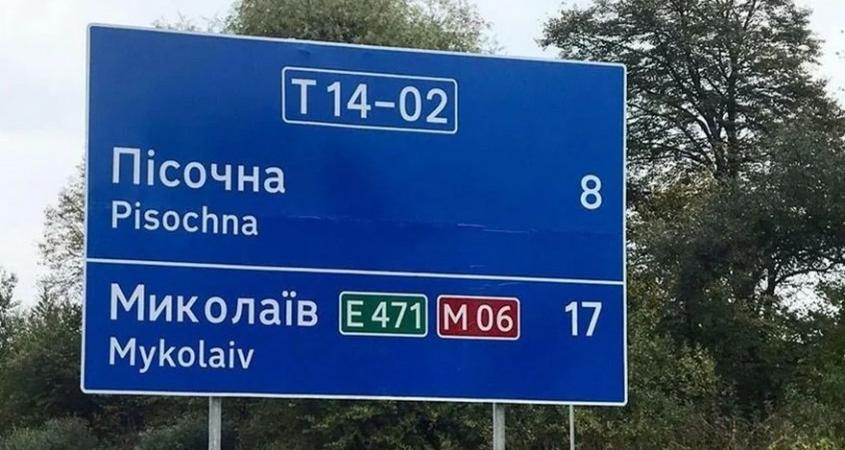 Т 14-02
Пісочна 8
Pisochna
Миколаїв E 471 M 06 17
Mykolaiv